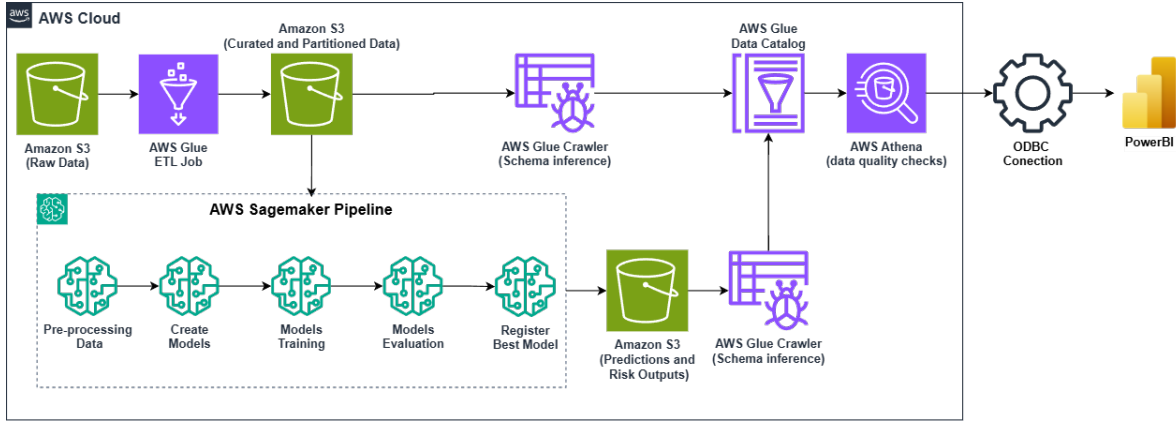 aws
AWS Cloud
Amazon S3
(Curated and Partitioned Data)
AWS Glue
Data Catalog
Amazon S3
(Raw Data)
AWS Glue
ETL Job
AWS Glue Crawler
(Schema inference)
AWS Athena
(data quality checks)
ODBC
Conection
PowerBI
AWS Sagemaker Pipeline
Pre-processing
Data
Create
Models
Models
Training
Models
Evaluation
Register
Best Model
Amazon S3
(Predictions and
Risk Outputs)
AWS Glue Crawler
(Schema inference)